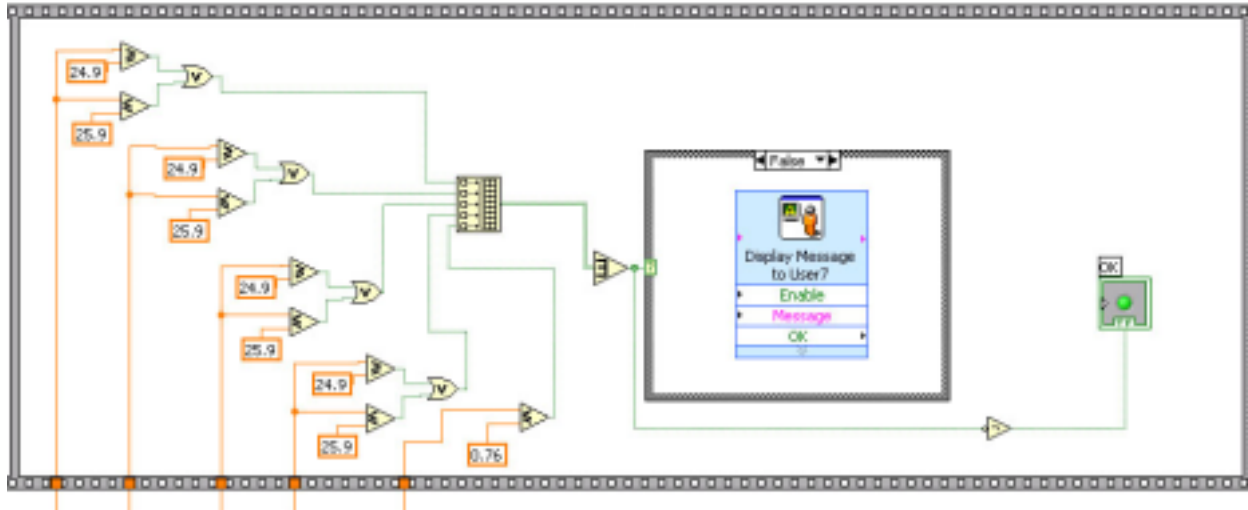 24.9
25.9
24.9
25.9
24.9
25.9
24.9
25.9
0.76
False
Display Message
to User7
Enable
Message
OK
OK